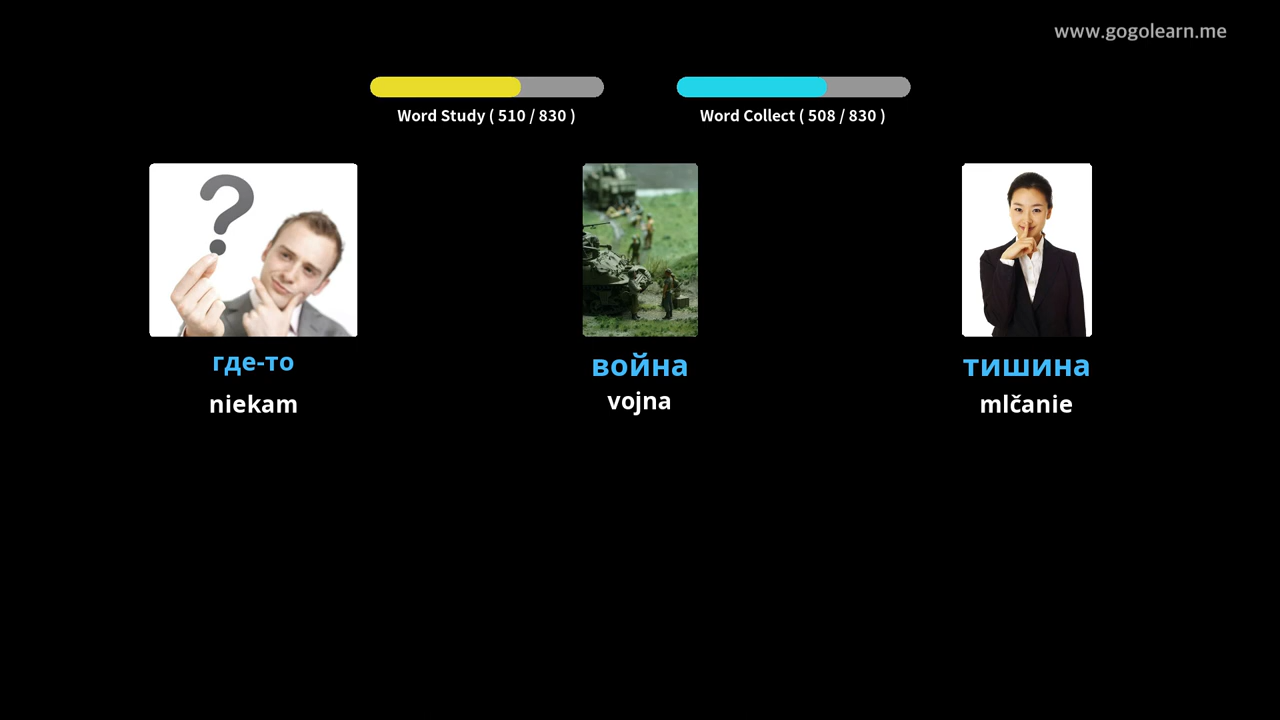 www.gogolearn.me
Word Study ( 510 / 830 )
Word Collect ( 508 / 830 )
где-то
война
тишина
niekam
vojna
mlčanie